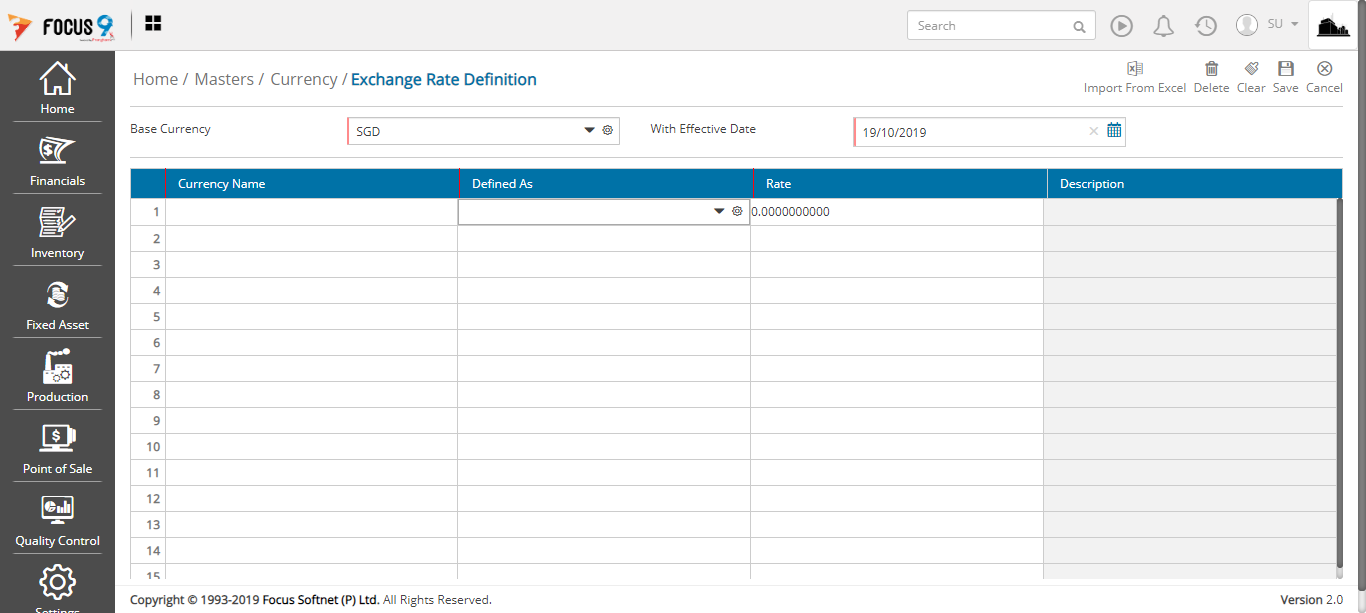 FOCUS 9
Search
SU
Home
Financials
Inventory
Fixed Asset
Production
Point of Sale
Quality Control
Settings
Home / Masters / Currency / Exchange Rate Definition
Import From Excel Delete Clear Save Cancel
Base Currency SGD With Effective Date 19/10/2019
Currency Name Defined As Rate Description
1 0.0000000000
2
3
4
5
6
7
8
9
10
11
12
13
14
15
Copyright © 1993-2019 Focus Softnet (P) Ltd. All Rights Reserved. Version 2.0